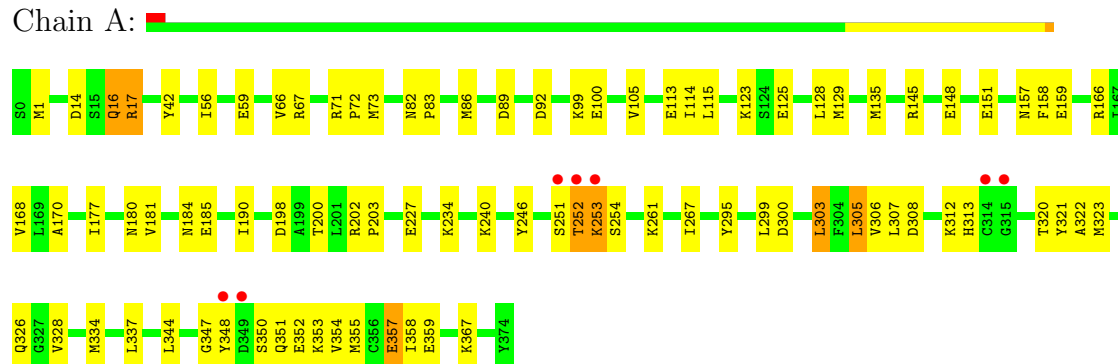 Chain A:
S0 M1 D14 S15 Q16 R17 Y42 I56 E59 V66 R67 R71 P72 M73 N82 P83 M86 D89 D92 K99 E100 V105 E113 I114 L115 K123 S124 E125 L128 M129 M135 R145 E148 E151 N157 F158 E159 R166 I167
V168 L169 A170 I177 N180 V181 N184 E185 I190 D198 A199 T200 L201 R202 P203 E227 K234 K240 Y246 S251 T252 K253 S254 K261 I267 Y295 L299 D300 L303 F304 L305 V306 L307 D308 K312 H313 C314 G315 T320 Y321 A322 M323
Q326 G327 V328 M334 L337 L344 G347 Y348 D349 S350 Q351 E352 K353 V354 M355 C356 E357 I358 E359 K367 Y374